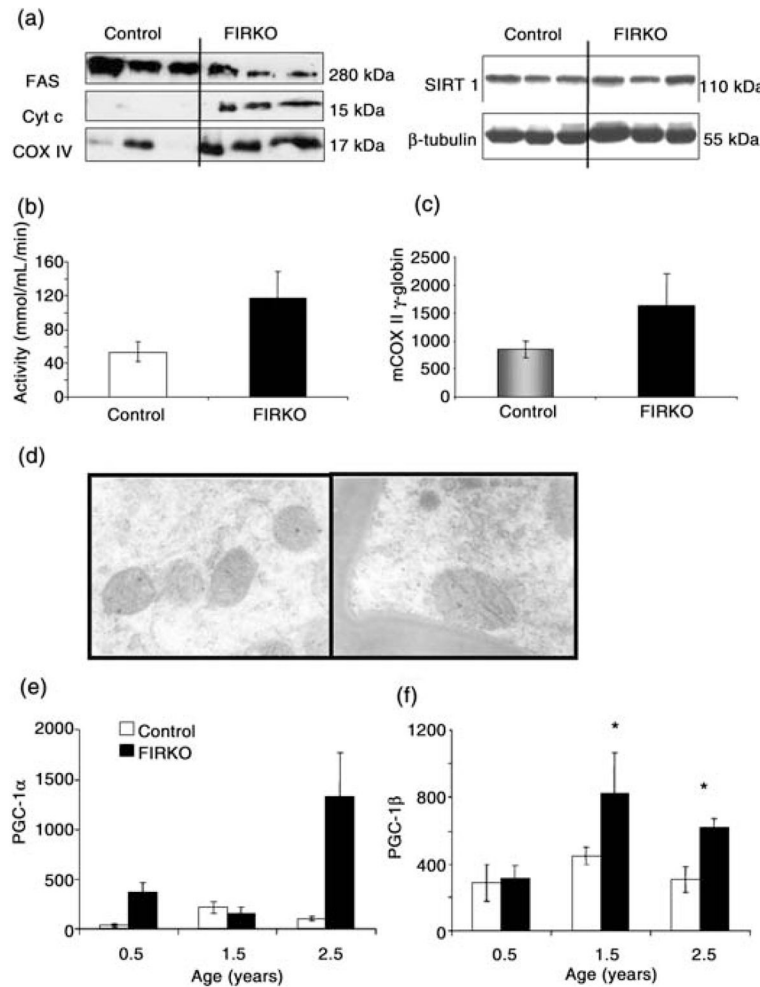 (a)
Control FIRKO
FAS 280 kDa
Cyt c 15 kDa
COX IV 17 kDa
Control FIRKO
SIRT 1 110 kDa
β-tubulin 55 kDa
(b)
Activity (mmol/mL/min)
160
120
80
40
0
Control FIRKO
(c)
mCOX II γ-globin
2500
2000
1500
1000
500
0
Control FIRKO
(d)
(e)
Control
FIRKO
PGC-1α
2000
1500
1000
500
0
0.5 1.5 2.5
Age (years)
(f)
PGC-1β
1200
800
400
0
* *
0.5 1.5 2.5
Age (years)